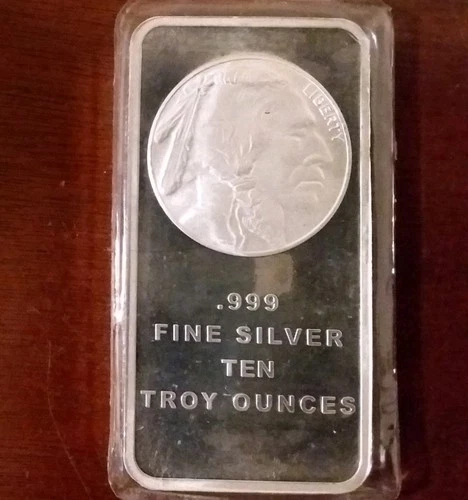 LIBERTY
.999
FINE SILVER
TEN
TROY OUNCES